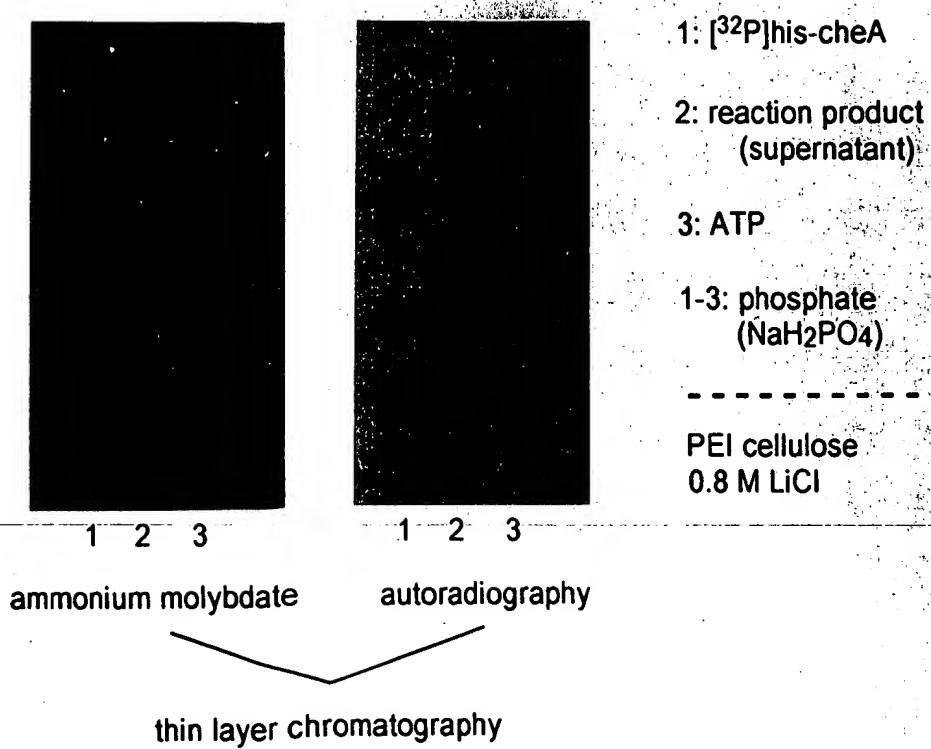 1: [32P]his-cheA
2: reaction product
(supernatant)
3: ATP
1-3: phosphate
(NaH2PO4)
PEI cellulose
0.8 M LiCl
1 2 3
1 2 3
ammonium molybdate
autoradiography
thin layer chromatography